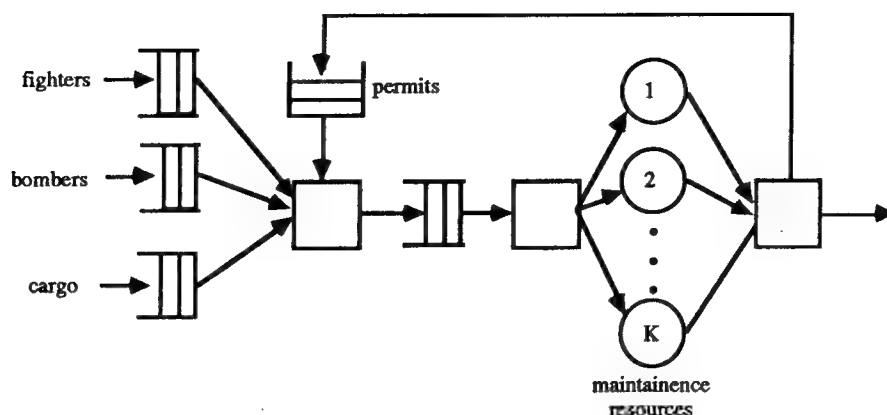 fighters
permits
bombers
cargo
1
2
K
maintainence
resources